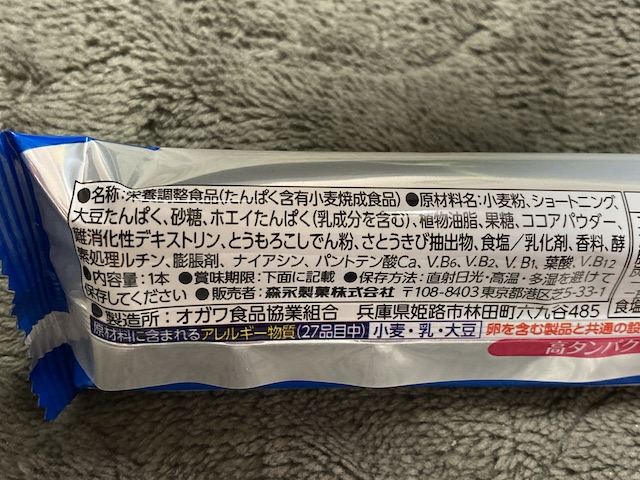 ●名称:栄養調整食品(たんぱく含有小麦焼成食品) ●原材料名:小麦粉、ショートニング、
大豆たんぱく、砂糖、ホエイたんぱく(乳成分を含む)、植物油脂、果糖、ココアパウダー、
難消化性デキストリン、とうもろこしでん粉、さとうきび抽出物、食塩/乳化剤、香料、酵
素処理ルチン、膨脹剤、ナイアシン、パントテン酸Ca、V.B6、V.B2、V.B1、葉酸、V.B12
●内容量:1本 ●賞味期限:下面に記載 ●保存方法:直射日光・高温・多湿を避けて
保存してください ●販売者:森永製菓株式会社 〒108-8403 東京都港区芝5-33-1
●製造所:オガワ食品協業組合 兵庫県姫路市林田町六九谷485
原材料に含まれるアレルギー物質(27品目中) 小麦・乳・大豆 卵を含む製品と共通の設
高タンパク
食塩